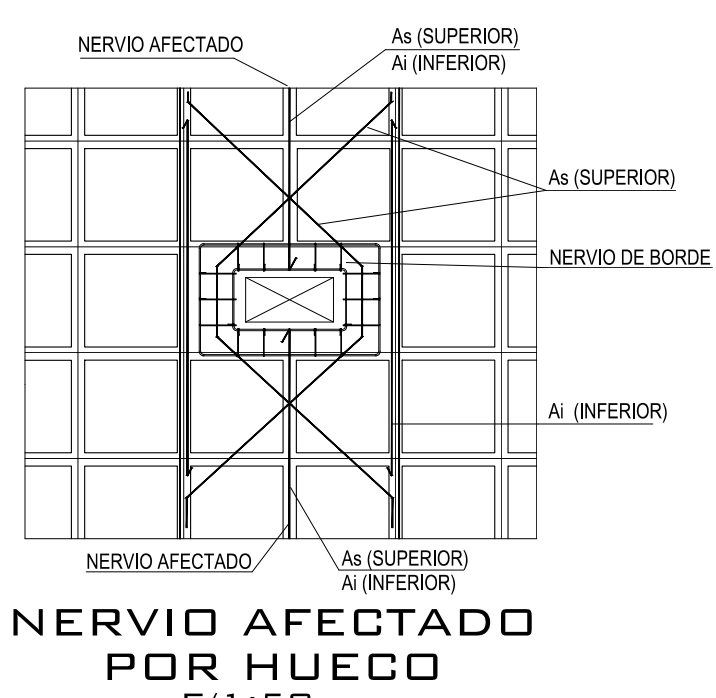 NERVIO AFECTADO
As (SUPERIOR)
Ai (INFERIOR)
As (SUPERIOR)
NERVIO DE BORDE
Ai (INFERIOR)
NERVIO AFECTADO
As (SUPERIOR)
Ai (INFERIOR)
NERVIO AFECTADO
POR HUECO